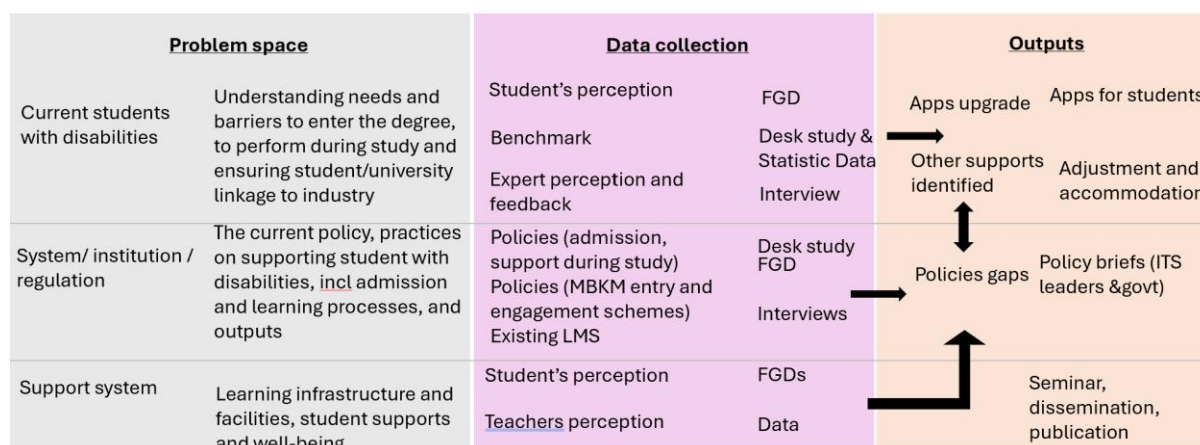 Problem space
Data collection
Outputs
Current students
with disabilities
Understanding needs and
barriers to enter the degree,
to perform during study and
ensuring student/university
linkage to industry
Student's perception
FGD
Benchmark
Desk study &
Statistic Data
Expert perception and
feedback
Interview
Apps upgrade
Apps for students
Other supports
identified
Adjustment and
accommodation
System/ institution /
regulation
The current policy, practices
on supporting student with
disabilities, incl admission
and learning processes, and
outputs
Policies (admission,
support during study)
Policies (MBKM entry and
engagement schemes)
Existing LMS
Desk study
FGD
Interviews
Policies gaps
Policy briefs (ITS
leaders &govt)
Support system
Learning infrastructure and
facilities, student supports
and well-being
Student's perception
FGDs
Teachers perception
Data
Seminar,
dissemination,
publication